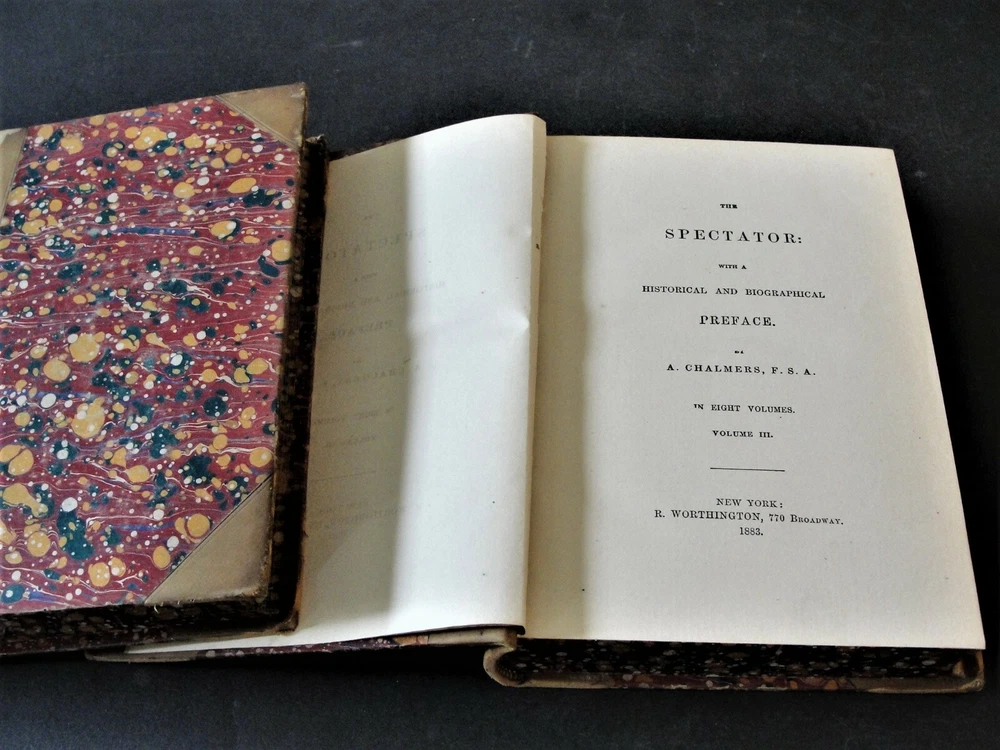 THE
SPECTATOR:
WITH A
HISTORICAL AND BIOGRAPHICAL
PREFACE.
BY
A. CHALMERS, F. S. A.
IN EIGHT VOLUMES.
VOLUME III.
NEW YORK:
R. WORTHINGTON, 770 BROADWAY.
1883.